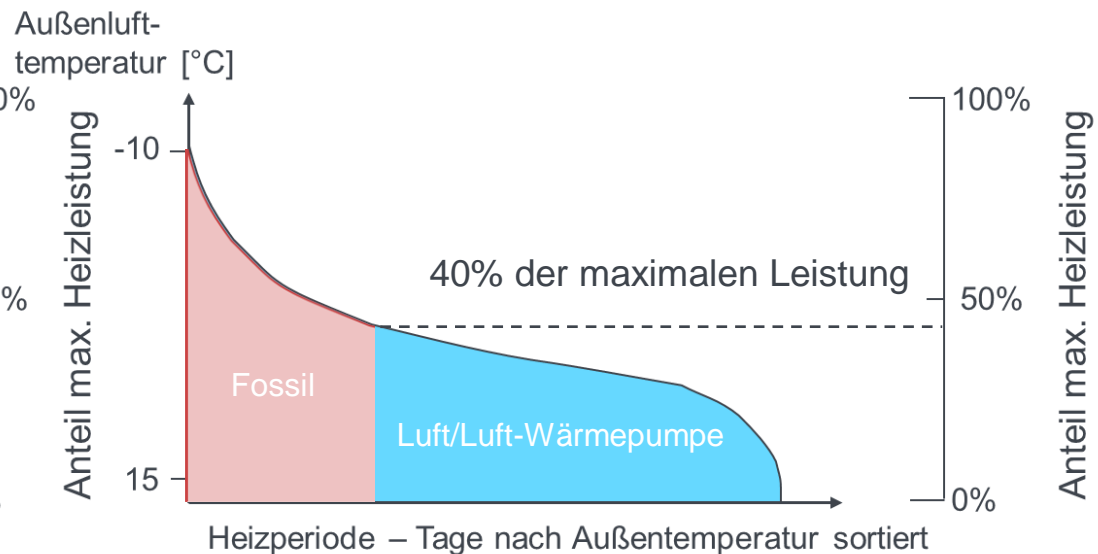 Außenluft-
temperatur [°C]
0%
100%
Anteil max. Heizleistung
-10
40% der maximalen Leistung
%
50%
Anteil max. Heizleistung
Fossil
Luft/Luft-Wärmepumpe
15
0%
Heizperiode – Tage nach Außentemperatur sortiert